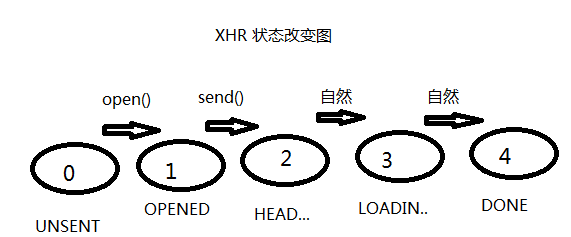 XHR 状态改变图
open()
send()
自然
自然
0
1
2
3
4
UNSENT
OPENED
HEAD...
LOADIN..
DONE